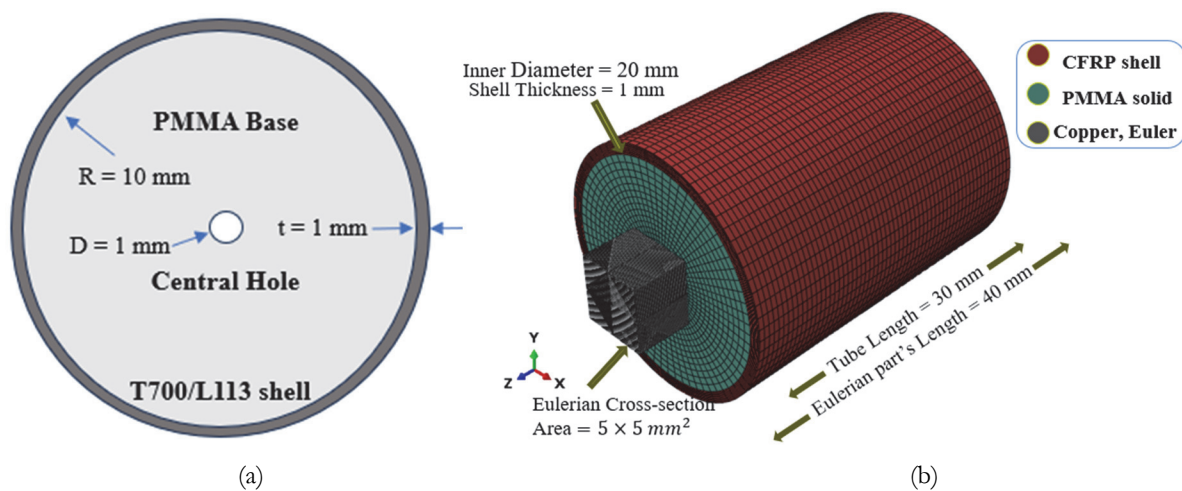 PMMA Base
R = 10 mm
D = 1 mm
t = 1 mm
Central Hole
T700/L113 shell
(a)
Inner Diameter = 20 mm
Shell Thickness = 1 mm
CFRP shell
PMMA solid
Copper, Euler
Tube Length = 30 mm
Eulerian part's Length = 40 mm
Y
Z
X
Eulerian Cross-section
Area = 5 × 5 mm²
(b)